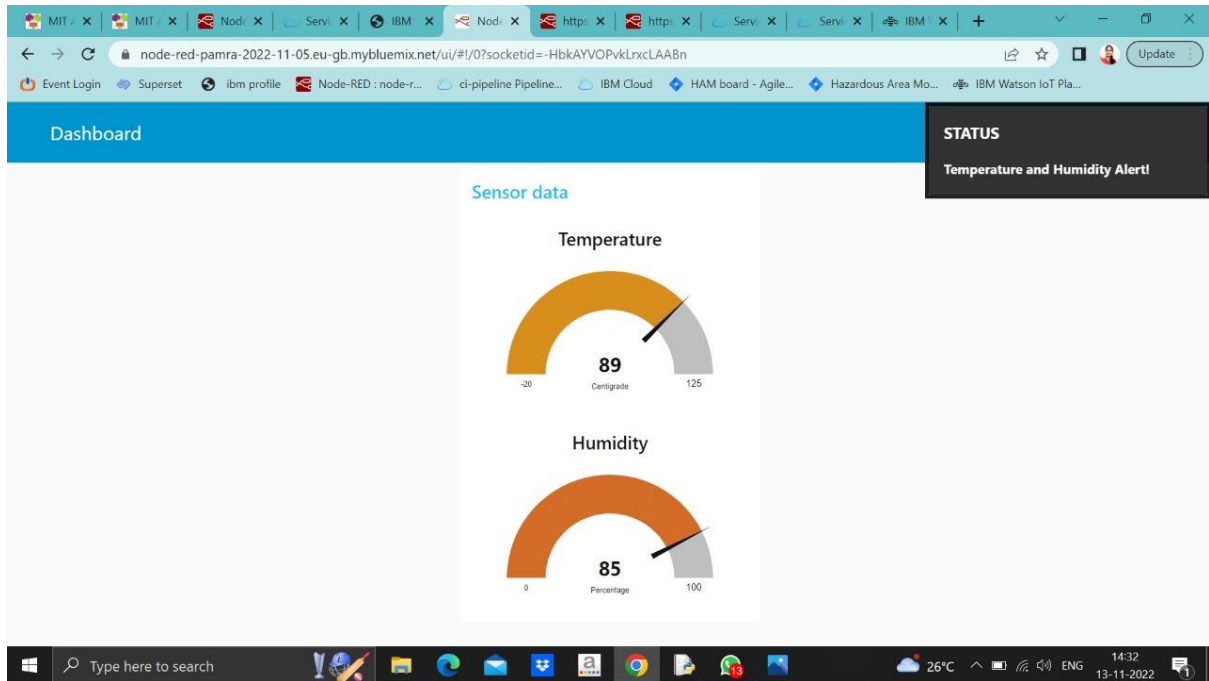 MIT A
MIT A
Node
Servi
IBM
Node
https
https
Servi
Servi
IBM
node-red-pamra-2022-11-05.eu-gb.mybluemix.net/ui/#!/0?socketid=-HbkAYVOPvkLrxcLAABn
Update
Event Login
Superset
ibm profile
Node-RED : node-r...
ci-pipeline Pipeline...
IBM Cloud
HAM board - Agile...
Hazardous Area Mo...
IBM Watson IoT Pla...
Dashboard
STATUS
Temperature and Humidity Alert!
Sensor data
Temperature
89
-20
Centigrade
125
Humidity
85
0
Percentage
100
Type here to search
a
13
26°C
ENG
14:32
13-11-2022
1